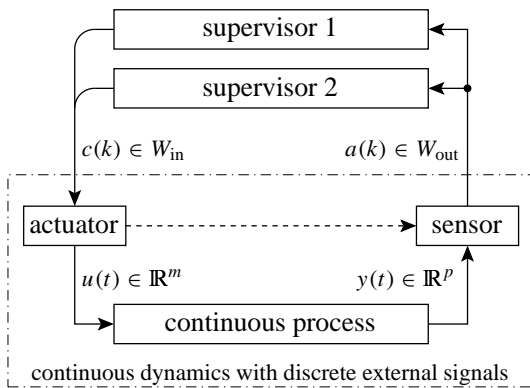 supervisor 1
supervisor 2
c(k) ∈ W_in
a(k) ∈ W_out
actuator
sensor
u(t) ∈ ℝ^m
y(t) ∈ ℝ^p
continuous process
continuous dynamics with discrete external signals